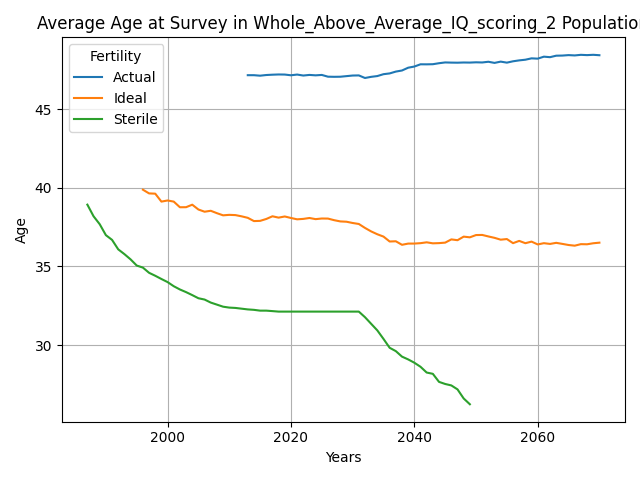 Average Age at Survey in Whole_Above_Average_IQ_scoring_2 Population
Fertility
Actual
Ideal
Sterile
45
40
35
30
Age
2000 2020 2040 2060
Years